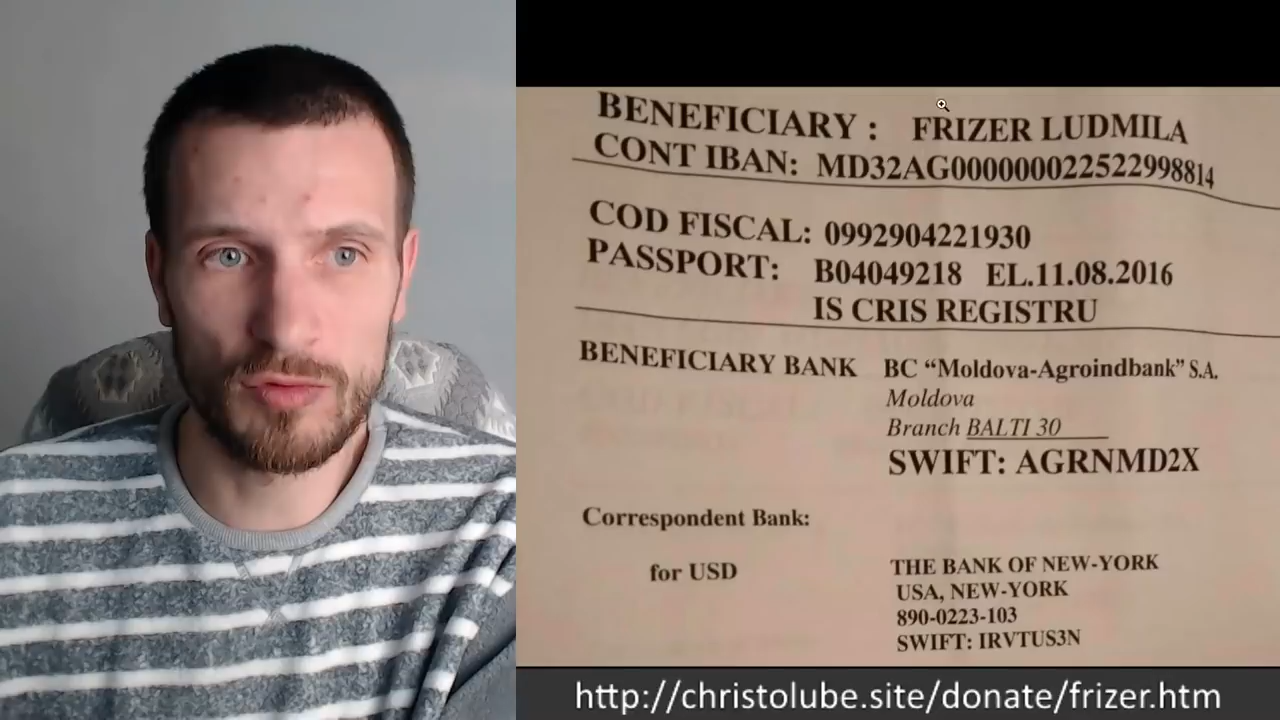 BENEFICIARY : FRIZER LUDMILA
CONT IBAN: MD32AG000000022522998814
COD FISCAL: 0992904221930
PASSPORT: B04049218 EL.11.08.2016
IS CRIS REGISTRU
BENEFICIARY BANK BC “Moldova-Agroindbank” S.A.
Moldova
Branch BALTI 30
SWIFT: AGRNMD2X
Correspondent Bank:
for USD THE BANK OF NEW-YORK
USA, NEW-YORK
890-0223-103
SWIFT: IRVTUS3N
http://christolube.site/donate/frizer.htm